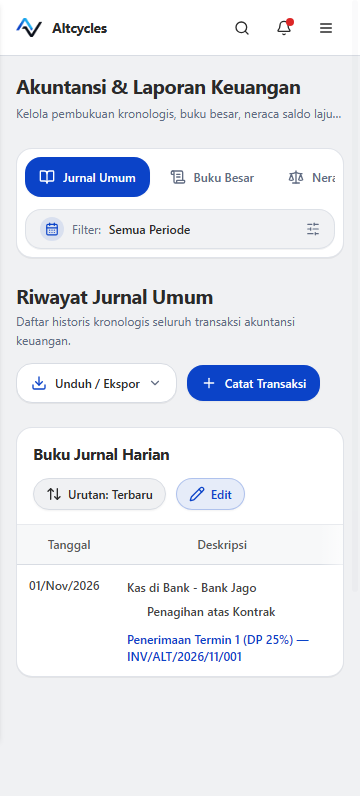 Altcycles
Akuntansi & Laporan Keuangan
Kelola pembukuan kronologis, buku besar, neraca saldo laju...
Jurnal Umum
Buku Besar
Nera
Filter: Semua Periode
Riwayat Jurnal Umum
Daftar historis kronologis seluruh transaksi akuntansi
keuangan.
Unduh / Ekspor
Catat Transaksi
Buku Jurnal Harian
Urutan: Terbaru
Edit
Tanggal
Deskripsi
01/Nov/2026
Kas di Bank - Bank Jago
Penagihan atas Kontrak
Penerimaan Termin 1 (DP 25%) —
INV/ALT/2026/11/001